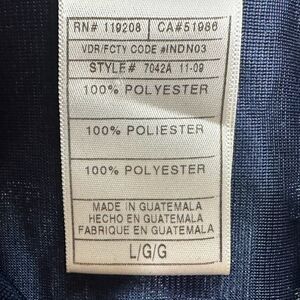 RN# 119208 CA#51986
VDR/FCTY CODE #INDN03
STYLE# 7042A 11-09
100% POLYESTER
100% POLIESTER
100% POLYESTER
MADE IN GUATEMALA
HECHO EN GUATEMALA
FABRIQUE EN GUATEMALA
L/G/G